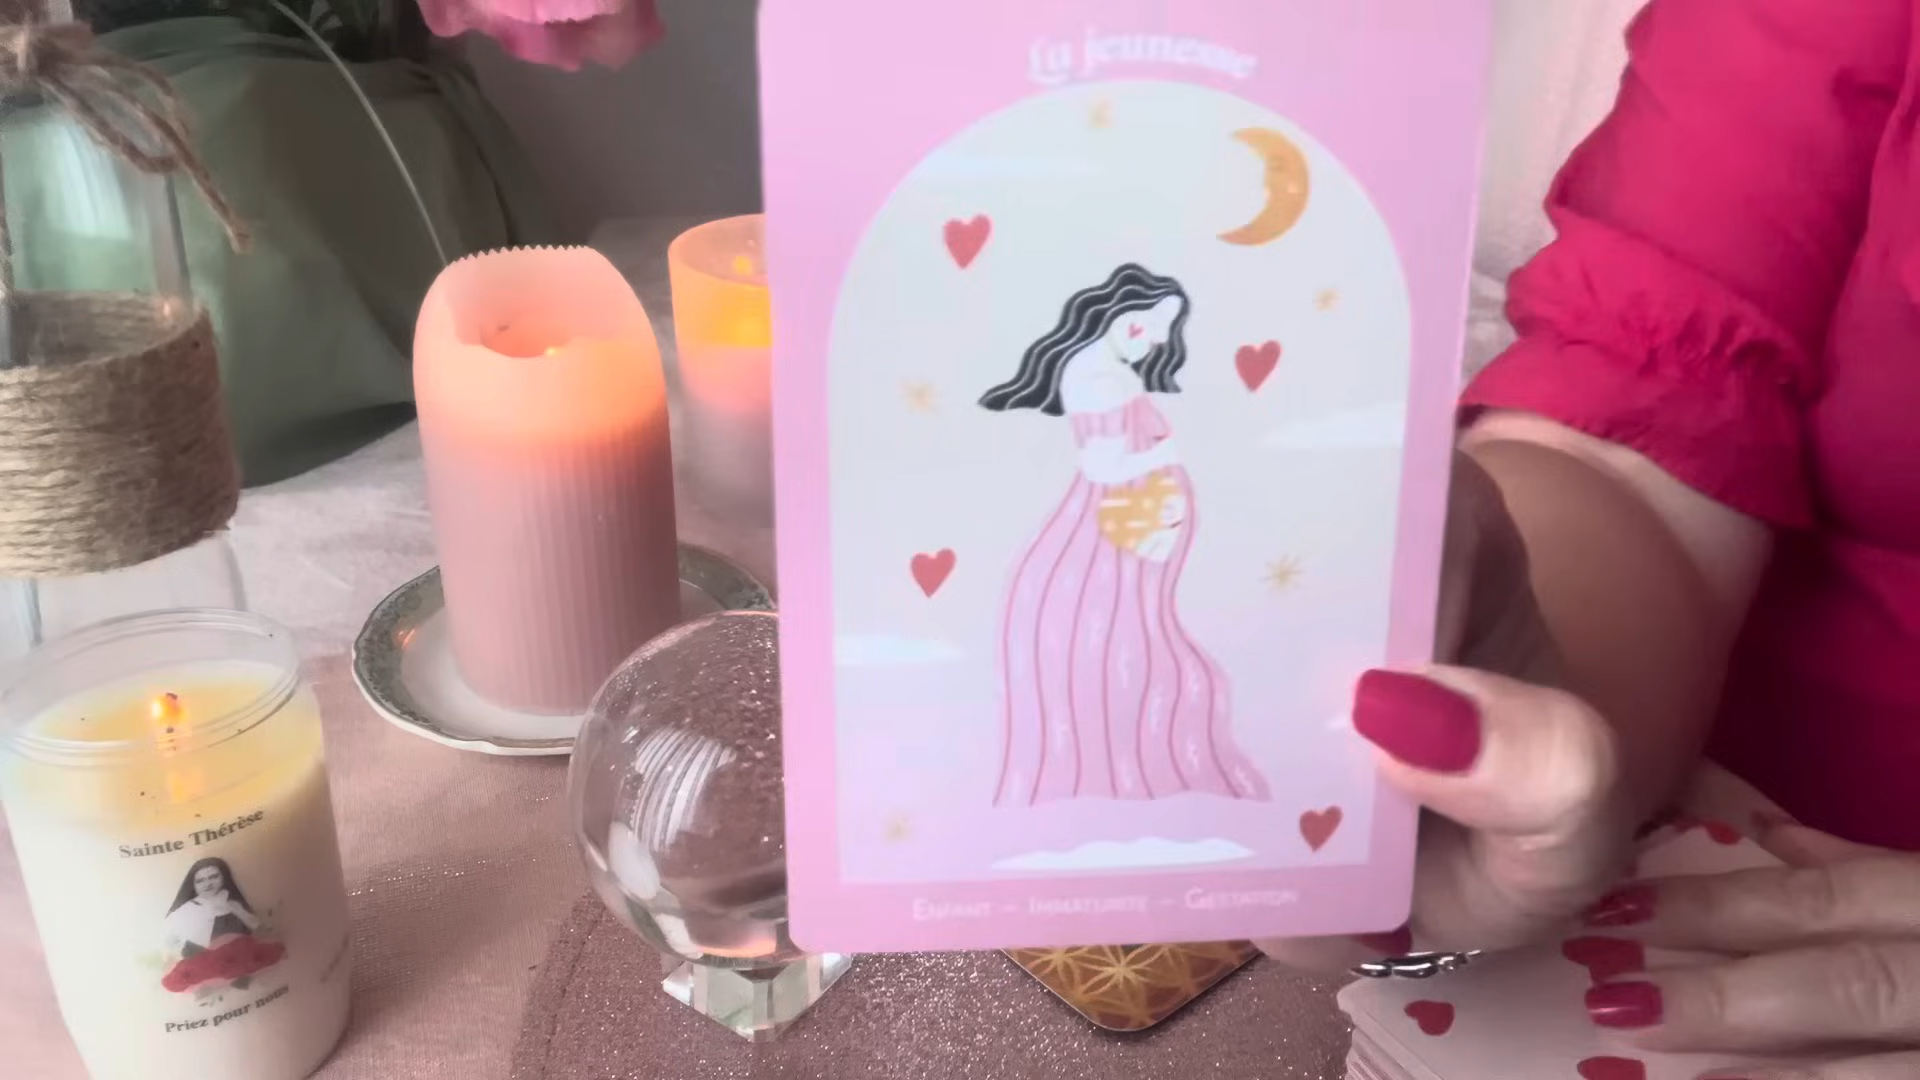 La jeunesse
Enfant – Immaturité – Gestation
Sainte Thérèse
Priez pour nous